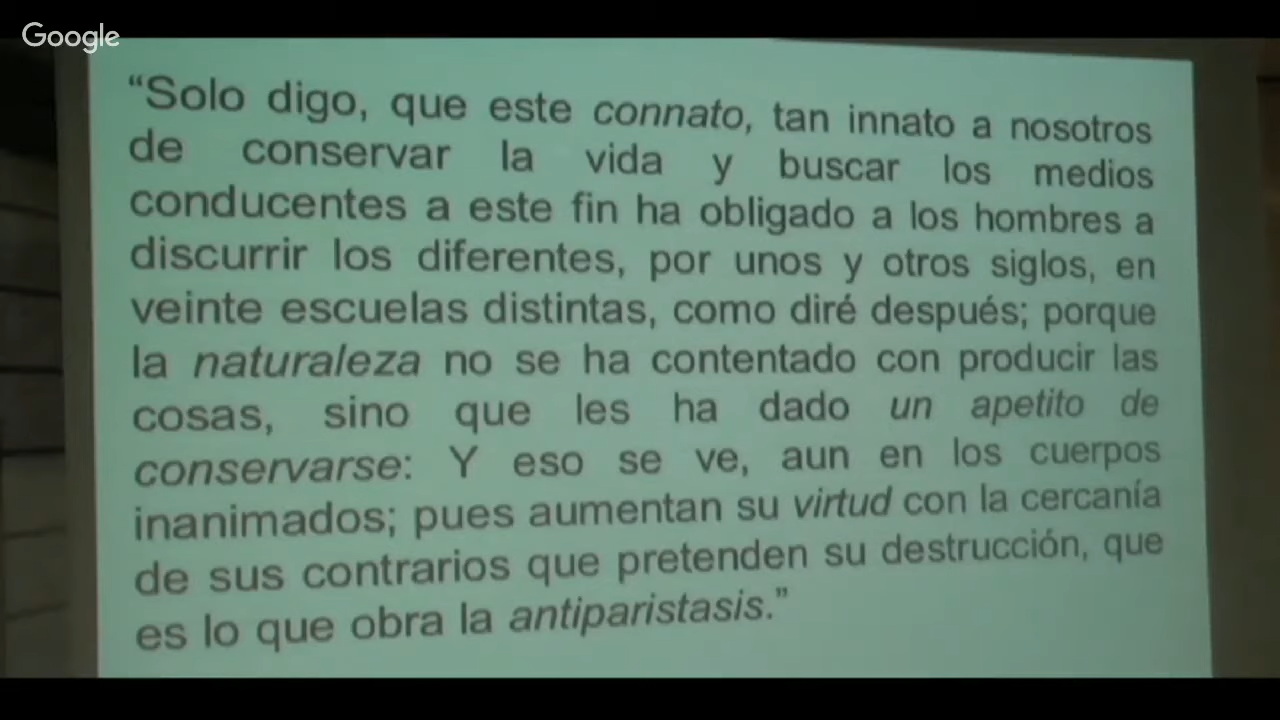 Google
“Solo digo, que este connato, tan innato a nosotros
de conservar la vida y buscar los medios
conducentes a este fin ha obligado a los hombres a
discurrir los diferentes, por unos y otros siglos, en
veinte escuelas distintas, como diré después; porque
la naturaleza no se ha contentado con producir las
cosas, sino que les ha dado un apetito de
conservarse: Y eso se ve, aun en los cuerpos
inanimados; pues aumentan su virtud con la cercanía
de sus contrarios que pretenden su destrucción, que
es lo que obra la antiparistasis.”